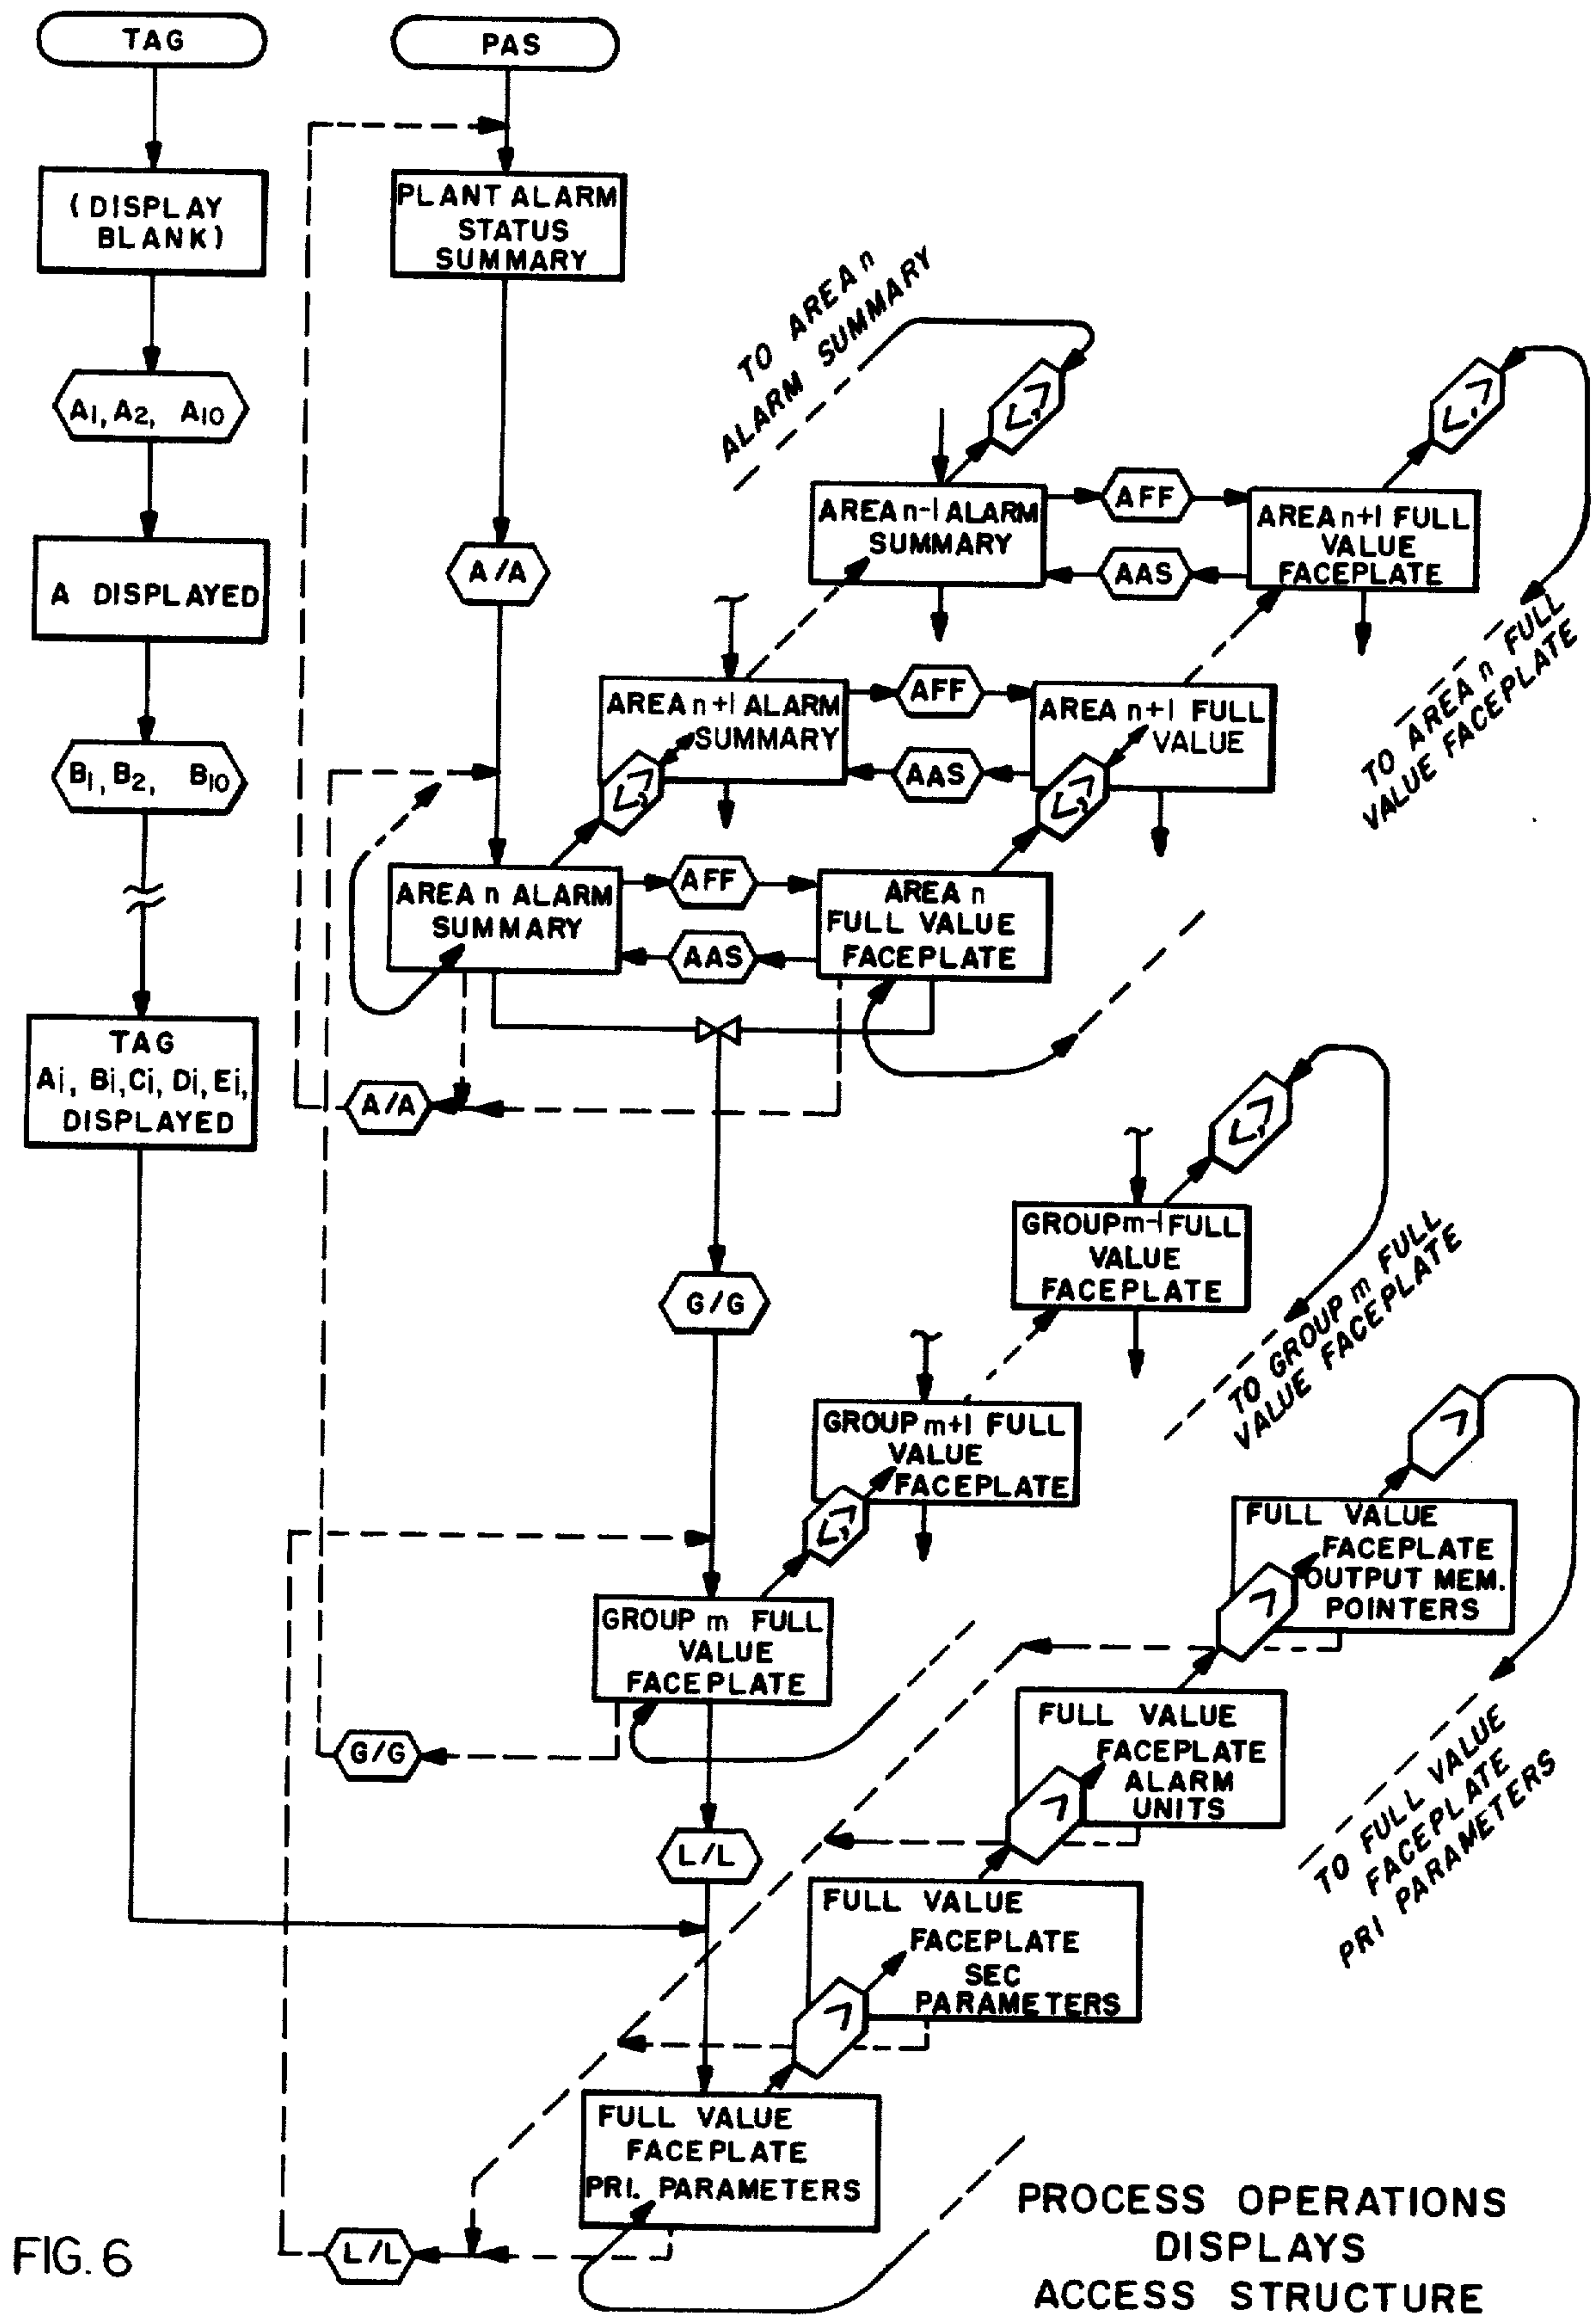 TAG
PAS
(DISPLAY
BLANK)
PLANT ALARM
STATUS
SUMMARY
A1, A2, A10
A DISPLAYED
B1, B2, B10
TAG
Ai, Bi, Ci, Di, Ei,
DISPLAYED
A/A
TO AREA n
ALARM SUMMARY
<,>
<,>
AREA n-1 ALARM
SUMMARY
AFF
AAS
AREA n+1 FULL
VALUE
FACEPLATE
TO AREA n FULL
VALUE FACEPLATE
AREA n+1 ALARM
SUMMARY
<,>
AFF
AAS
AREA n+1 FULL
VALUE
<,>
AREA n ALARM
SUMMARY
AFF
AAS
AREA n
FULL VALUE
FACEPLATE
A/A
G/G
<,>
GROUP m-1 FULL
VALUE
FACEPLATE
TO GROUP m FULL
VALUE FACEPLATE
GROUP m+1 FULL
VALUE
FACEPLATE
<,>
GROUP m FULL
VALUE
FACEPLATE
G/G
L/L
>
FULL VALUE
FACEPLATE
OUTPUT MEM.
POINTERS
>
FULL VALUE
FACEPLATE
ALARM
UNITS
>
TO FULL VALUE
FACEPLATE
PRI PARAMETERS
FULL VALUE
FACEPLATE
SEC
PARAMETERS
>
FULL VALUE
FACEPLATE
PRI. PARAMETERS
L/L
FIG. 6
PROCESS OPERATIONS
DISPLAYS
ACCESS STRUCTURE